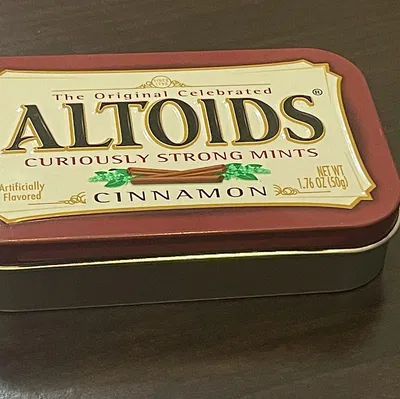 The Original Celebrated
ALTOIDS®
CURIOUSLY STRONG MINTS
Artificially
Flavored
CINNAMON
NET WT
1.76 OZ (50g)